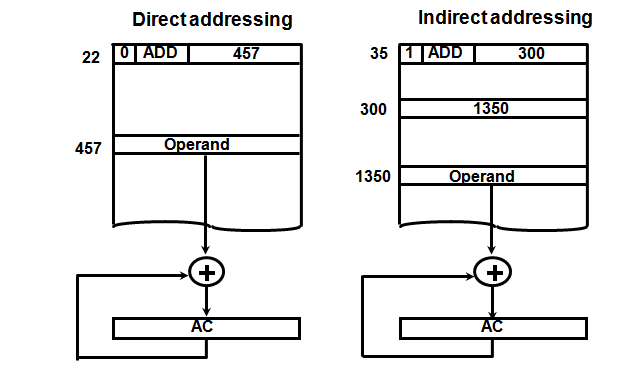 Direct addressing
22 0 ADD 457
457 Operand
+
AC
Indirect addressing
35 1 ADD 300
300 1350
1350 Operand
+
AC